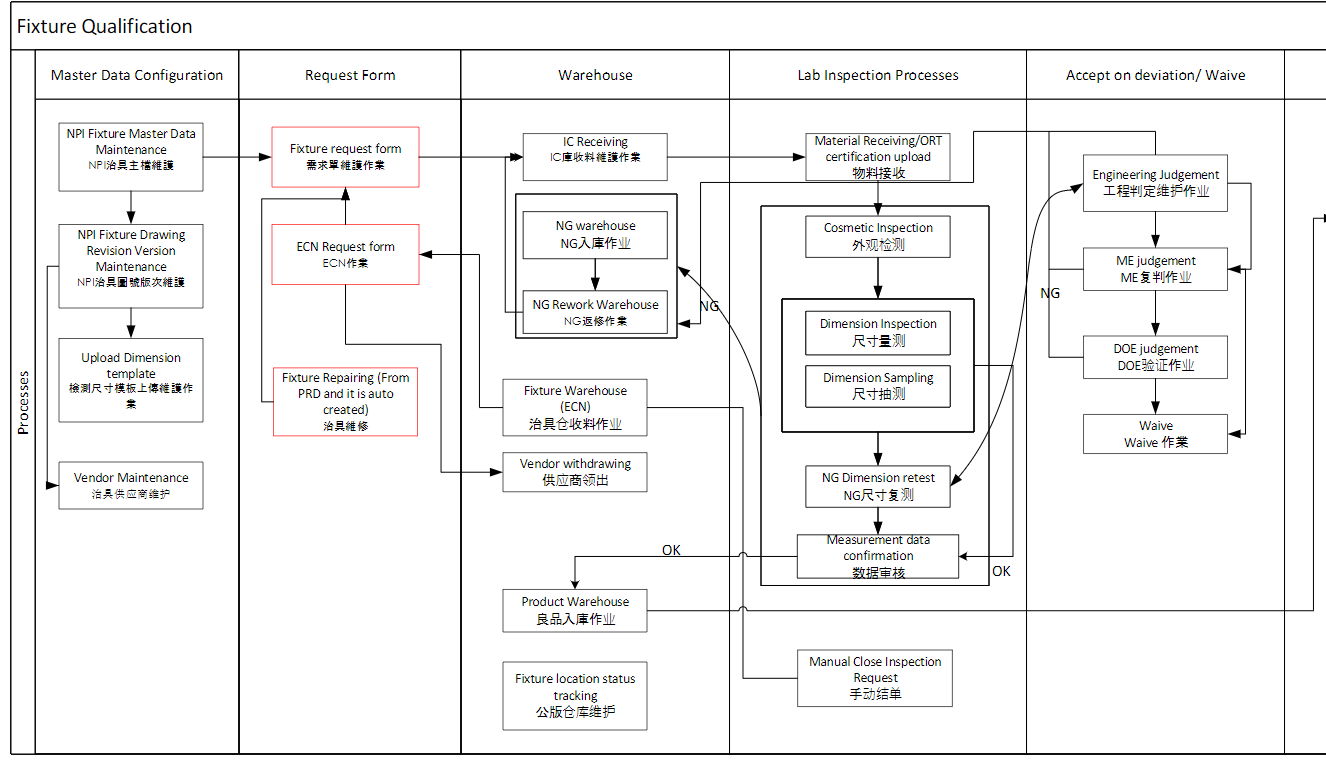 Fixture Qualification
Processes
Master Data Configuration
NPI Fixture Master Data
Maintenance
NPI治具主檔維護
NPI Fixture Drawing
Revision Version
Maintenance
NPI治具圖號版次維護
Upload Dimension
template
檢測尺寸模板上傳維護作
業
Vendor Maintenance
治具供应商维护
Request Form
Fixture request form
需求單維護作業
ECN Request form
ECN作業
Fixture Repairing (From
PRD and it is auto
created)
治具維修
Warehouse
IC Receiving
IC庫收料維護作業
NG warehouse
NG入庫作业
NG Rework Warehouse
NG返修作業
NG
Fixture Warehouse
(ECN)
治具仓收料作业
Vendor withdrawing
供应商领出
OK
Product Warehouse
良品入庫作业
Fixture location status
tracking
公版仓库维护
Lab Inspection Processes
Material Receiving/ORT
certification upload
物料接收
Cosmetic Inspection
外观检测
Dimension Inspection
尺寸量测
Dimension Sampling
尺寸抽测
NG Dimension retest
NG尺寸复测
Measurement data
confirmation
数据审核
OK
Manual Close Inspection
Request
手动结单
Accept on deviation/ Waive
Engineering Judgement
工程判定维护作业
ME judgement
ME复判作业
NG
DOE judgement
DOE验证作业
Waive
Waive 作業